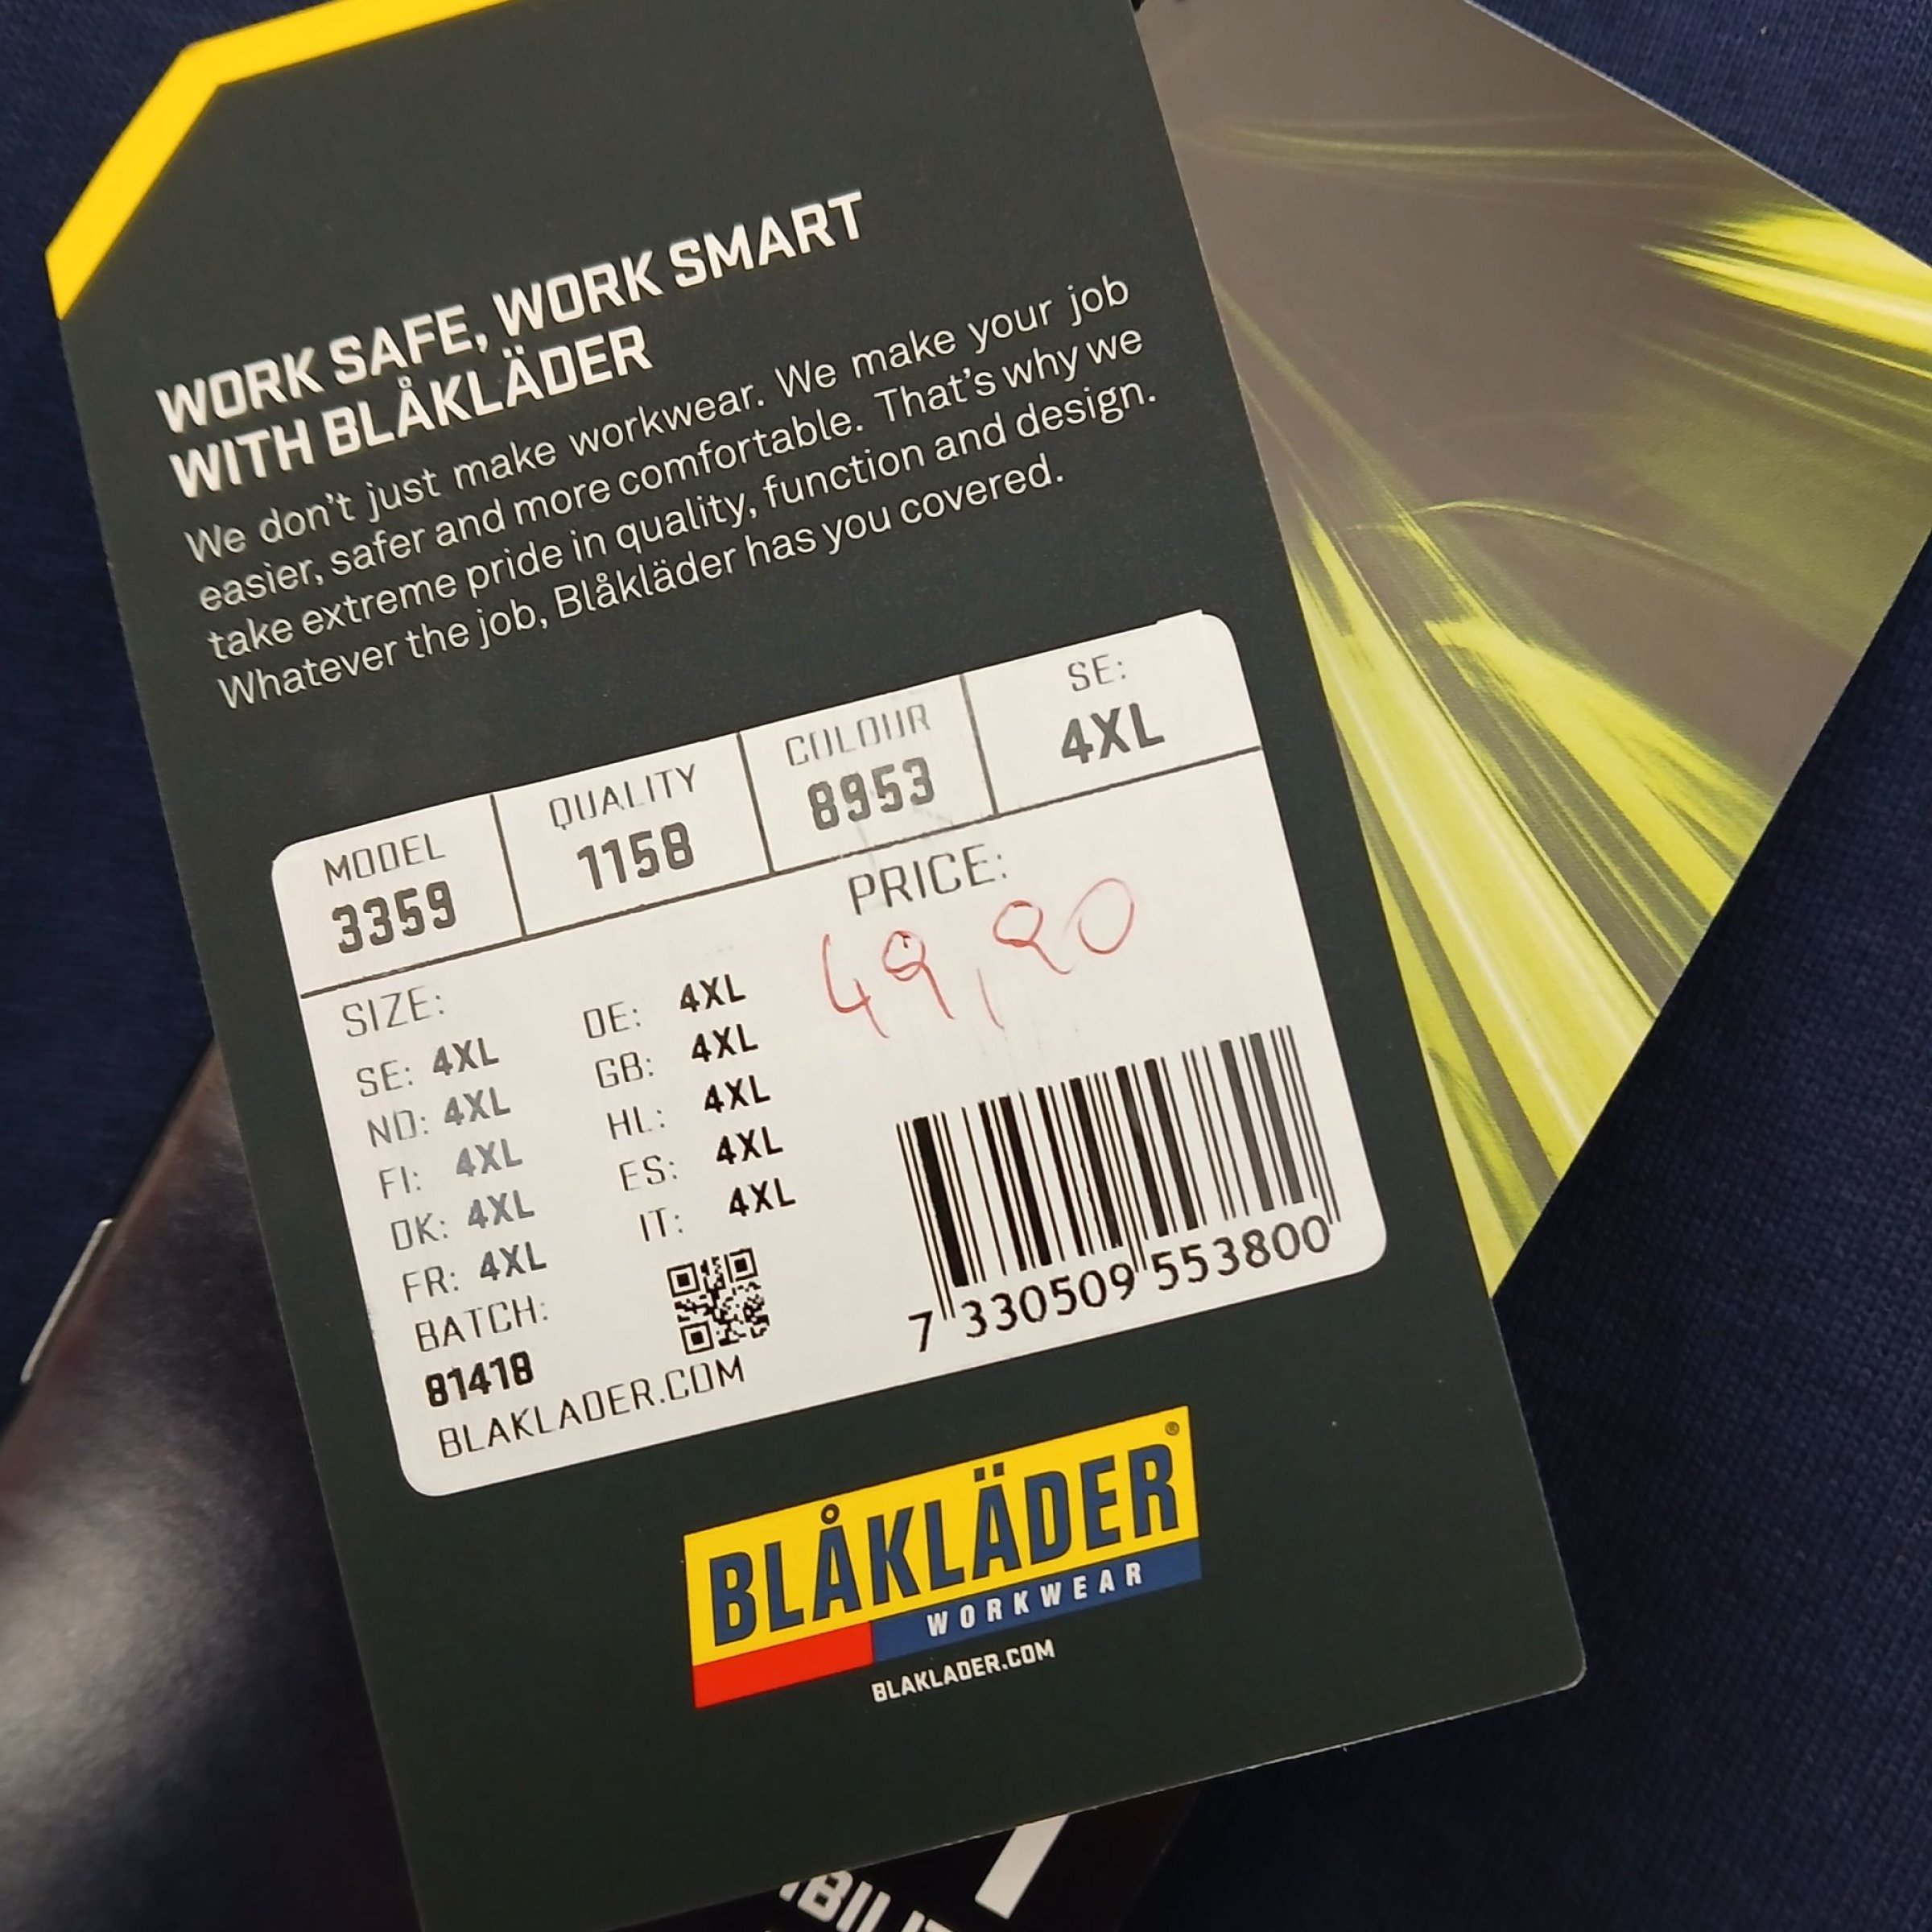 WORK SAFE, WORK SMART
WITH BLÅKLÄDER
We don't just make workwear. We make your job
easier, safer and more comfortable. That's why we
take extreme pride in quality, function and design.
Whatever the job, Blåkläder has you covered.
MODEL
3359
QUALITY
1158
COLOUR
8953
SE:
4XL
PRICE:
49,90
SIZE:
SE: 4XL
NO: 4XL
FI: 4XL
DK: 4XL
FR: 4XL
DE: 4XL
GB: 4XL
HL: 4XL
ES: 4XL
IT: 4XL
BATCH:
81418
BLAKLADER.COM
7 330509 553800
BLÅKLÄDER®
WORKWEAR
BLAKLADER.COM